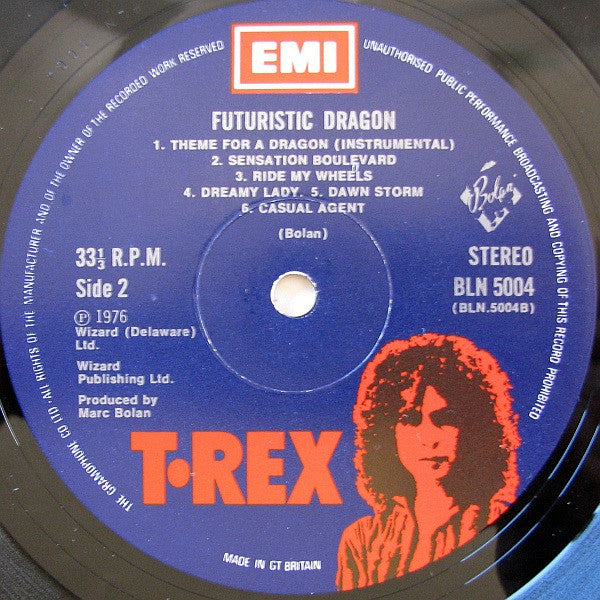 EMI
THE GRAMOPHONE CO LTD · ALL RIGHTS OF THE MANUFACTURER AND OF THE OWNER OF THE RECORDED WORK RESERVED
UNAUTHORISED PUBLIC PERFORMANCE BROADCASTING AND COPYING OF THIS RECORD PROHIBITED
FUTURISTIC DRAGON
1. THEME FOR A DRAGON (INSTRUMENTAL)
2. SENSATION BOULEVARD
3. RIDE MY WHEELS
4. DREAMY LADY. 5. DAWN STORM
6. CASUAL AGENT
(Bolan)
Bolan
33⅓ R.P.M.
Side 2
Ⓟ 1976
Wizard (Delaware)
Ltd.
Wizard
Publishing Ltd.
Produced by
Marc Bolan
STEREO
BLN 5004
(BLN.5004B)
T•REX
MADE IN GT BRITAIN